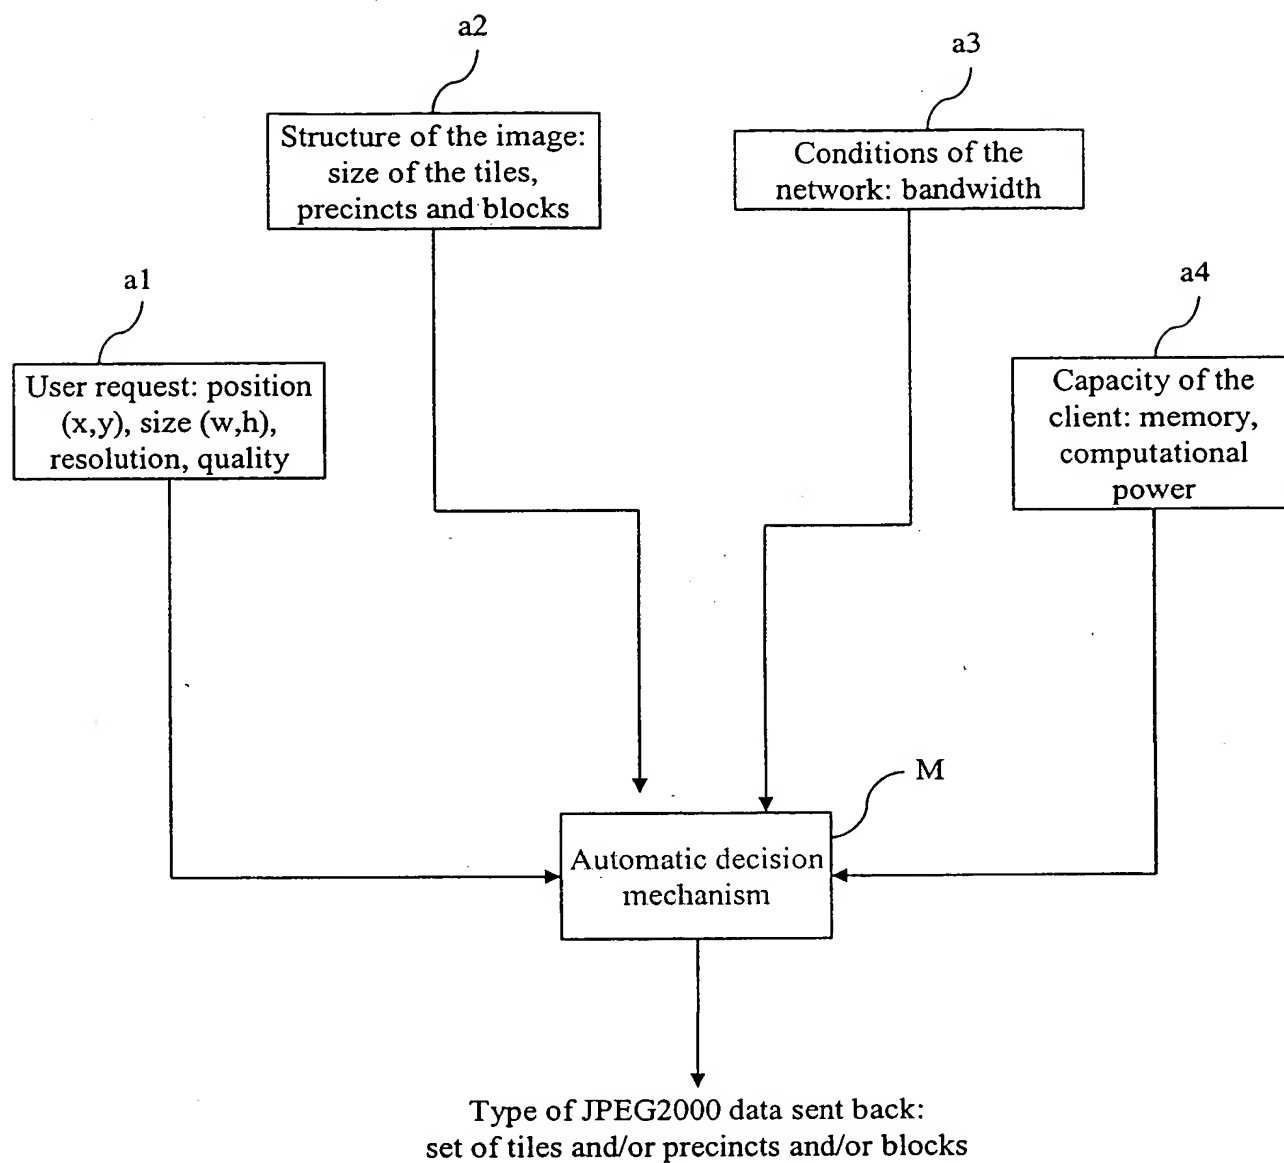 a2
Structure of the image:
size of the tiles,
precincts and blocks
a3
Conditions of the
network: bandwidth
a1
User request: position
(x,y), size (w,h),
resolution, quality
a4
Capacity of the
client: memory,
computational
power
M
Automatic decision
mechanism
Type of JPEG2000 data sent back:
set of tiles and/or precincts and/or blocks